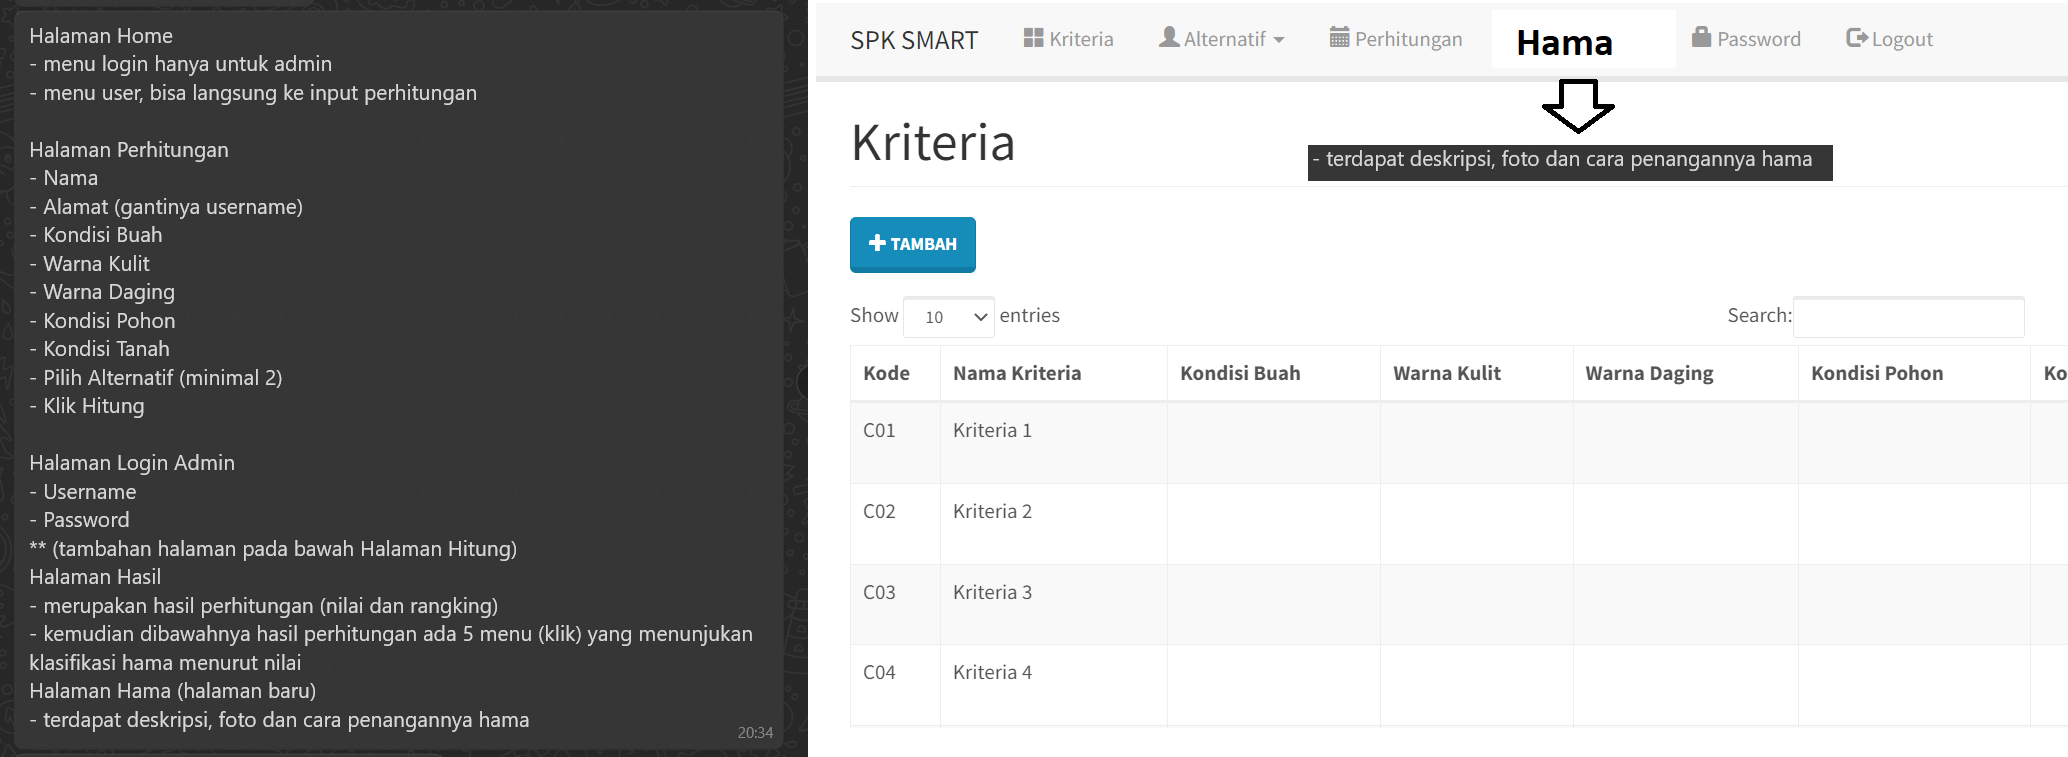 Halaman Home
- menu login hanya untuk admin
- menu user, bisa langsung ke input perhitungan
Halaman Perhitungan
- Nama
- Alamat (gantinya username)
- Kondisi Buah
- Warna Kulit
- Warna Daging
- Kondisi Pohon
- Kondisi Tanah
- Pilih Alternatif (minimal 2)
- Klik Hitung
Halaman Login Admin
- Username
- Password
** (tambahan halaman pada bawah Halaman Hitung)
Halaman Hasil
- merupakan hasil perhitungan (nilai dan rangking)
- kemudian dibawahnya hasil perhitungan ada 5 menu (klik) yang menunjukan
klasifikasi hama menurut nilai
Halaman Hama (halaman baru)
- terdapat deskripsi, foto dan cara penangannya hama
20:34
SPK SMART Kriteria Alternatif Perhitungan Hama Password Logout
Kriteria
- terdapat deskripsi, foto dan cara penangannya hama
TAMBAH
Show 10 entries Search:
Kode Nama Kriteria Kondisi Buah Warna Kulit Warna Daging Kondisi Pohon Ko
C01 Kriteria 1
C02 Kriteria 2
C03 Kriteria 3
C04 Kriteria 4